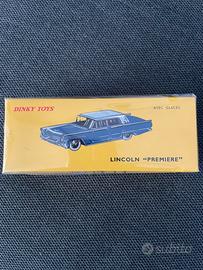 DINKY TOYS
AVEC GLACES
LINCOLN "PREMIERE"
subito